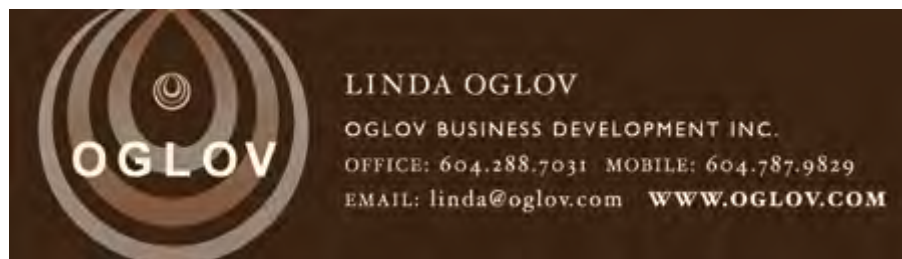 OGLOV
LINDA OGLOV
OGLOV BUSINESS DEVELOPMENT INC.
OFFICE: 604.288.7031 MOBILE: 604.787.9829
EMAIL: linda@oglov.com WWW.OGLOV.COM